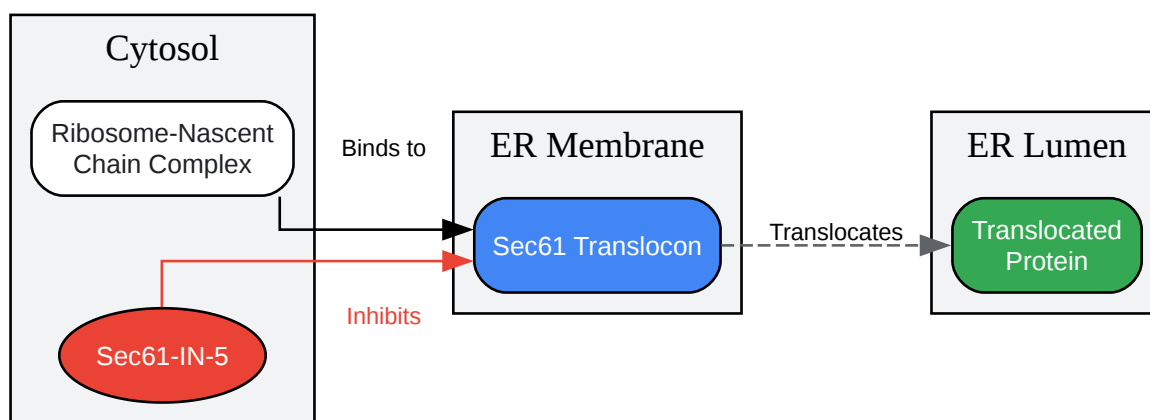 Cytosol
Ribosome-Nascent
Chain Complex
Binds to
ER Membrane
Sec61 Translocon
Translocates
ER Lumen
Translocated
Protein
Inhibits
Sec61-IN-5